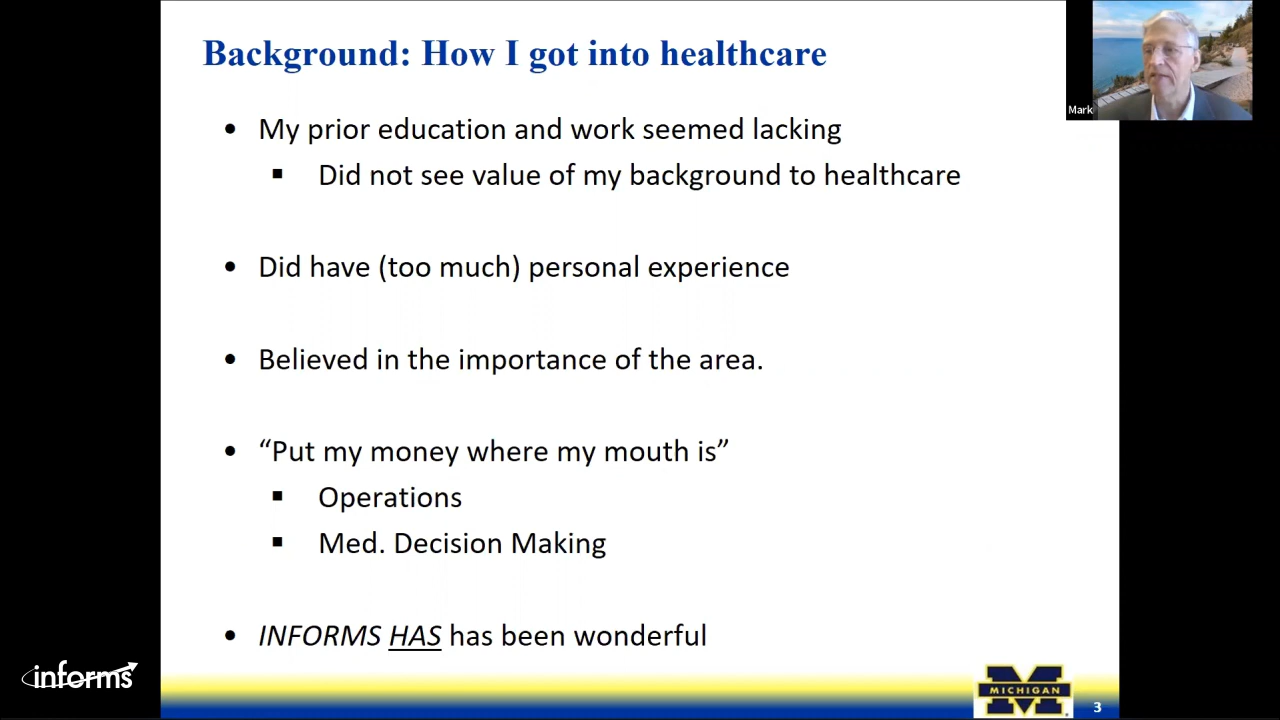 Background: How I got into healthcare
Mark
• My prior education and work seemed lacking
▪ Did not see value of my background to healthcare
• Did have (too much) personal experience
• Believed in the importance of the area.
• “Put my money where my mouth is”
▪ Operations
▪ Med. Decision Making
• INFORMS HAS has been wonderful
informs
MICHIGAN
3